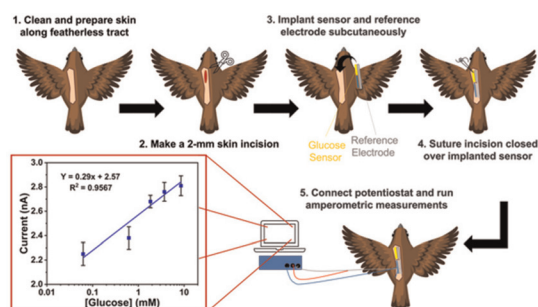 1. Clean and prepare skin
along featherless tract
3. Implant sensor and reference
electrode subcutaneously
2. Make a 2-mm skin incision
Glucose
Sensor
Reference
Electrode
4. Suture incision closed
over implanted sensor
5. Connect potentiostat and run
amperometric measurements
Y = 0.29x + 2.57
R² = 0.9567
Current (nA)
3.0
2.8
2.6
2.4
2.2
2.0
0.01
0.1
1
10
[Glucose] (mM)